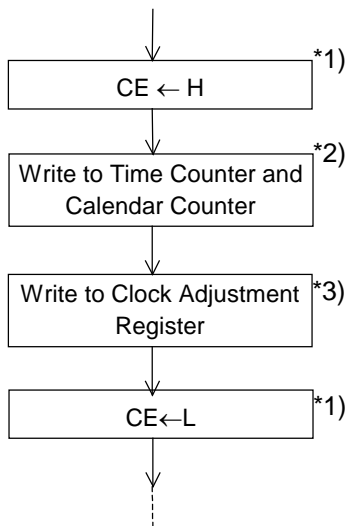 *1)
CE ← H
*2)
Write to Time Counter and
Calendar Counter
*3)
Write to Clock Adjustment
Register
*1)
CE←L